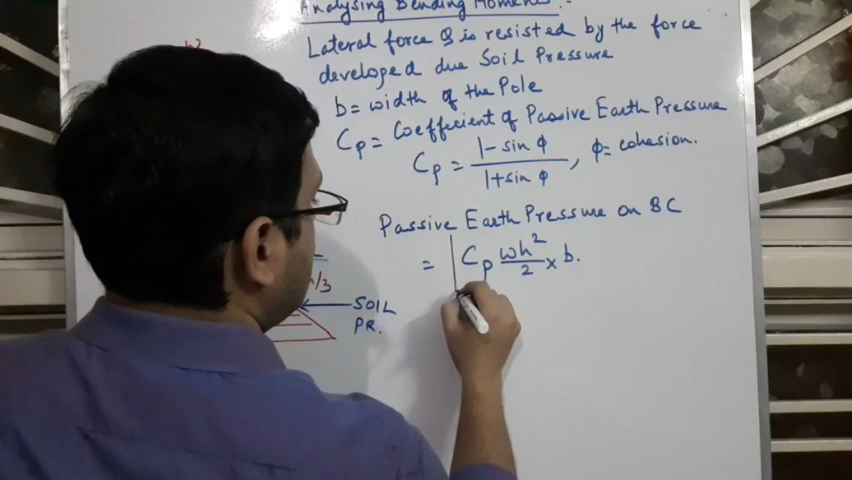 Analysing Bending Moment :-
Lateral force Q is resisted by the force
developed due Soil Pressure
b = width of the Pole
Cp = Coefficient of Passive Earth Pressure
Cp = 1 - sin φ / 1 + sin φ , φ = cohesion.
Passive Earth Pressure on BC
= Cp wh² / 2 × b.
h/3
SOIL
PR.